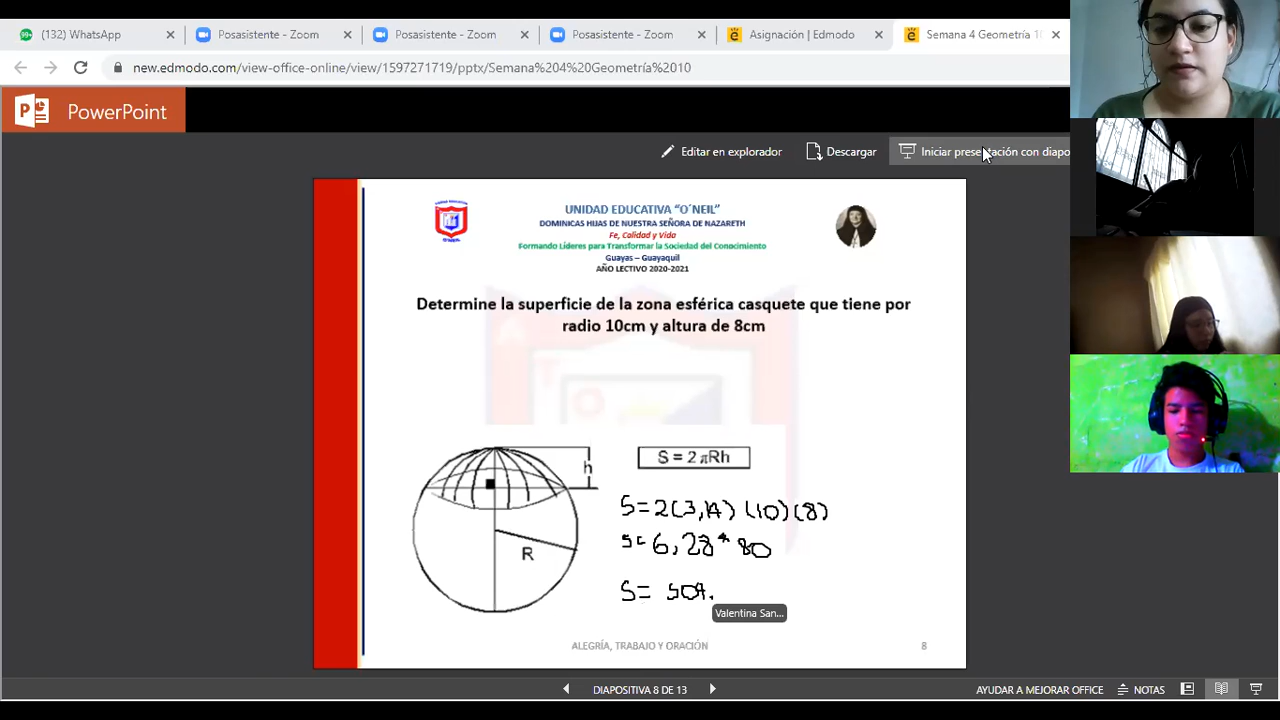 (132) WhatsApp
Posasistente - Zoom
Posasistente - Zoom
Posasistente - Zoom
Asignación | Edmodo
Semana 4 Geometría 10
new.edmodo.com/view-office-online/view/1597271719/pptx/Semana%204%20Geometría%2010
PowerPoint
Editar en explorador
Descargar
Iniciar presentación con diapo
UNIDAD EDUCATIVA “O´NEIL”
DOMINICAS HIJAS DE NUESTRA SEÑORA DE NAZARETH
Fe, Calidad y Vida
Formando Líderes para Transformar la Sociedad del Conocimiento
Guayas – Guayaquil
AÑO LECTIVO 2020-2021
Determine la superficie de la zona esférica casquete que tiene por
radio 10cm y altura de 8cm
h
R
S = 2 πRh
S=2(3,14) (10)(8)
S=6,28*80
S= 504.
Valentina San...
ALEGRÍA, TRABAJO Y ORACIÓN
8
DIAPOSITIVA 8 DE 13
AYUDAR A MEJORAR OFFICE
NOTAS